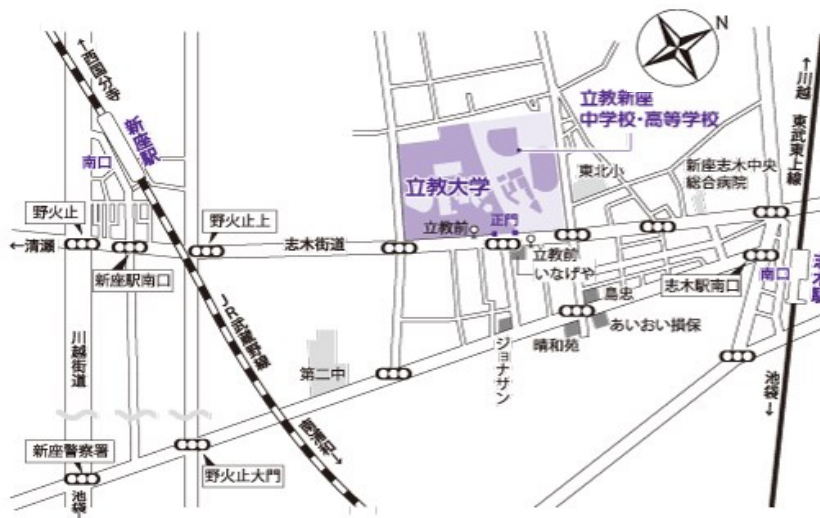 N
←西国分寺
新座駅
南口
立教新座
中学校・高等学校
立教大学
東北小
新座志木中央
総合病院
←川越
東武東上線
野火止
野火止上
立教前
正門
←清瀬
志木街道
新座駅南口
立教前
いなげや
志木駅南口
南口
志木駅
島忠
あいおい損保
JR武蔵野線
川越街道
第二中
ジョナサン
晴和苑
池袋→
南浦和→
新座警察署
野火止大門
池袋